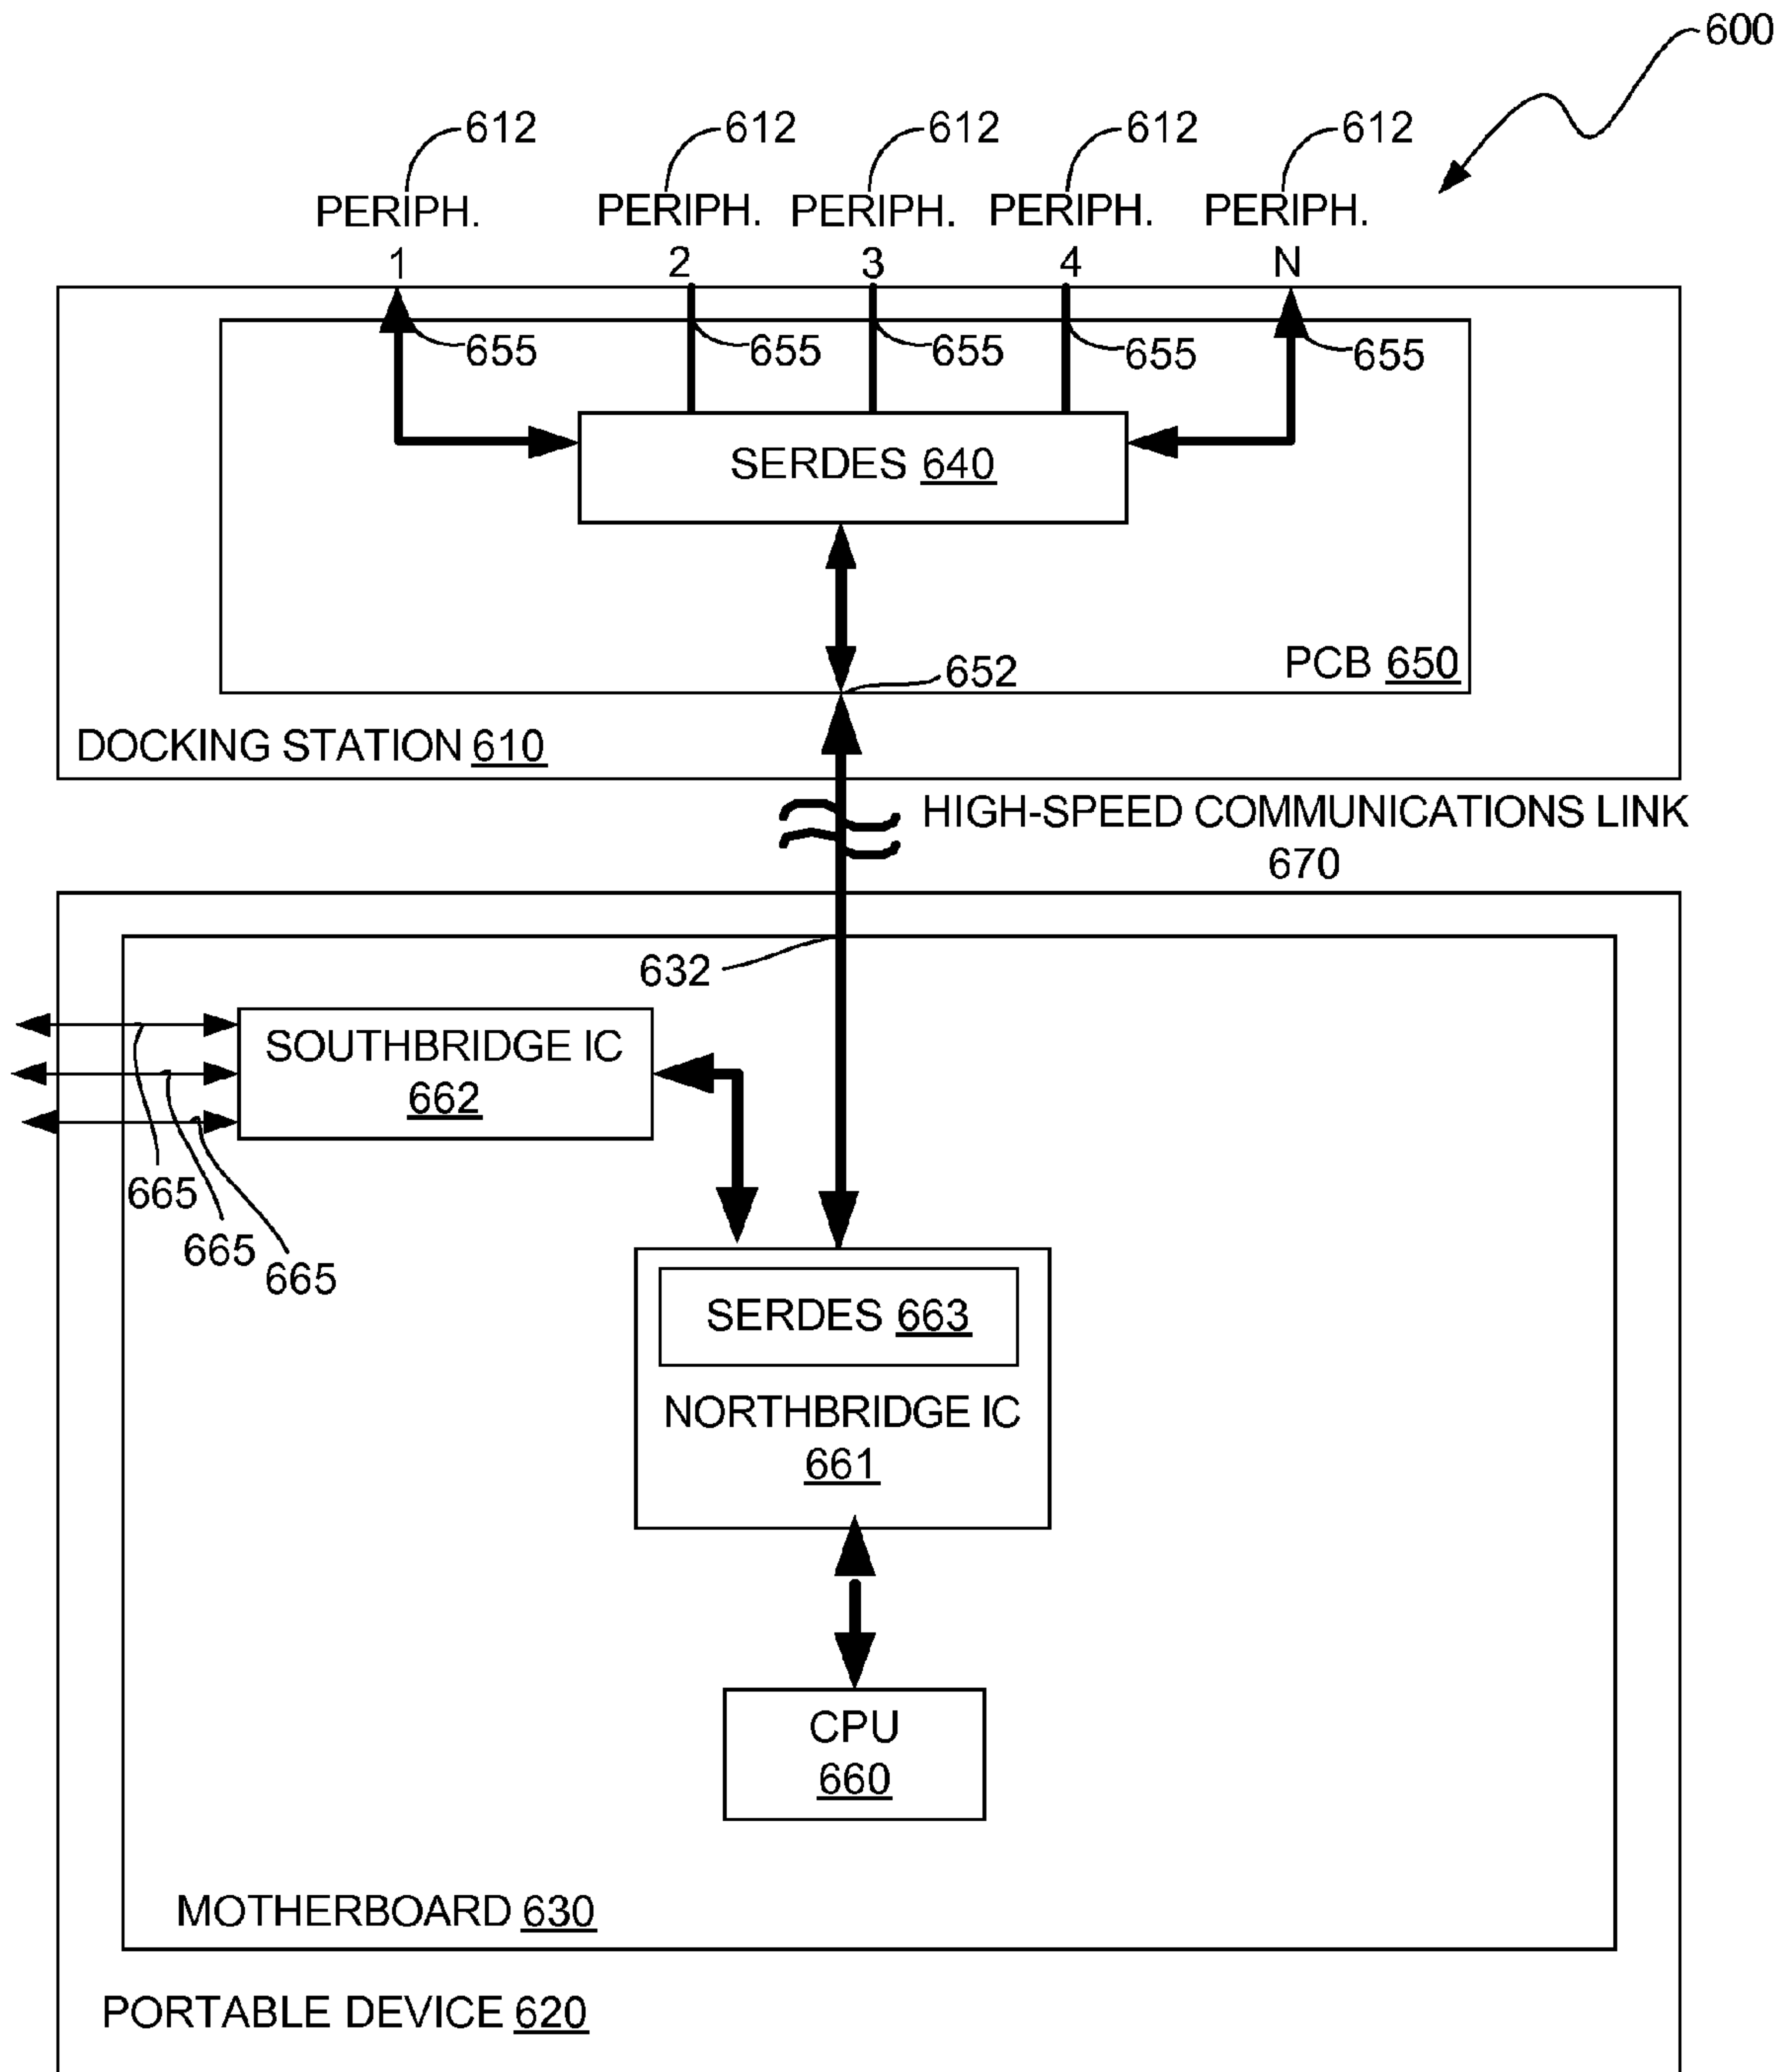 600
612 612 612 612 612
PERIPH. PERIPH. PERIPH. PERIPH. PERIPH.
1 2 3 4 N
655 655 655 655 655
SERDES 640
652
PCB 650
DOCKING STATION 610
HIGH-SPEED COMMUNICATIONS LINK
670
632
SOUTHBRIDGE IC
662
665
665
665
SERDES 663
NORTHBRIDGE IC
661
CPU
660
MOTHERBOARD 630
PORTABLE DEVICE 620